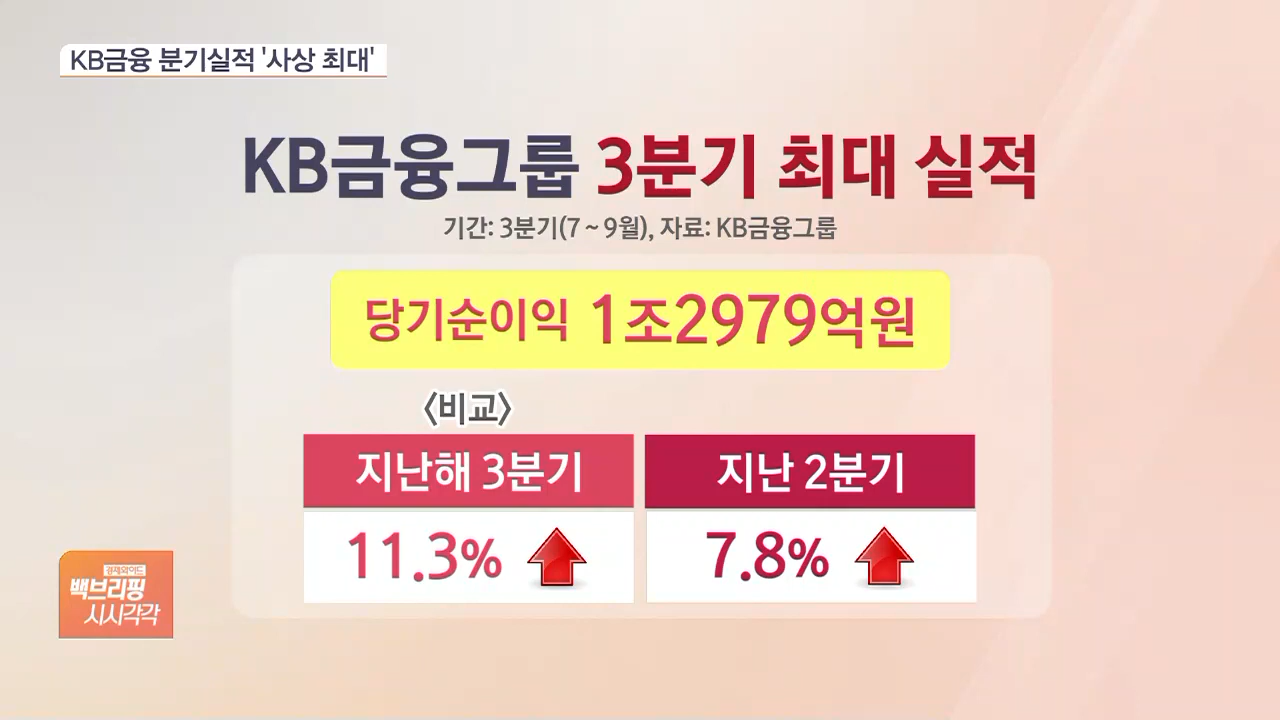 KB금융 분기실적 '사상 최대'
KB금융그룹 3분기 최대 실적
기간: 3분기(7 ~ 9월), 자료: KB금융그룹
당기순이익 1조2979억원
〈비교〉
지난해 3분기
지난 2분기
11.3%
7.8%
경제와이드
백브리핑
시시각각